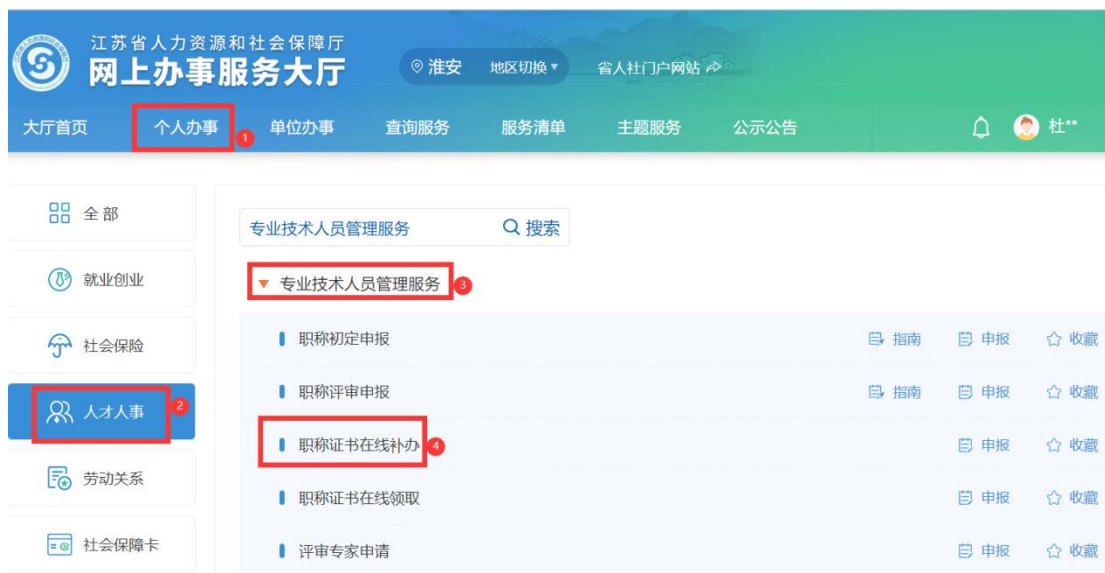 江苏省人力资源和社会保障厅
网上办事服务大厅
淮安 地区切换 省人社门户网站
大厅首页 个人办事 1 单位办事 查询服务 服务清单 主题服务 公示公告 杜**
全部
专业技术人员管理服务 搜索
就业创业
专业技术人员管理服务 3
社会保险
职称初定申报 指南 申报 收藏
人才人事 2
职称评审申报 指南 申报 收藏
职称证书在线补办 4 申报 收藏
劳动关系
职称证书在线领取 申报 收藏
社会保障卡
评审专家申请 申报 收藏